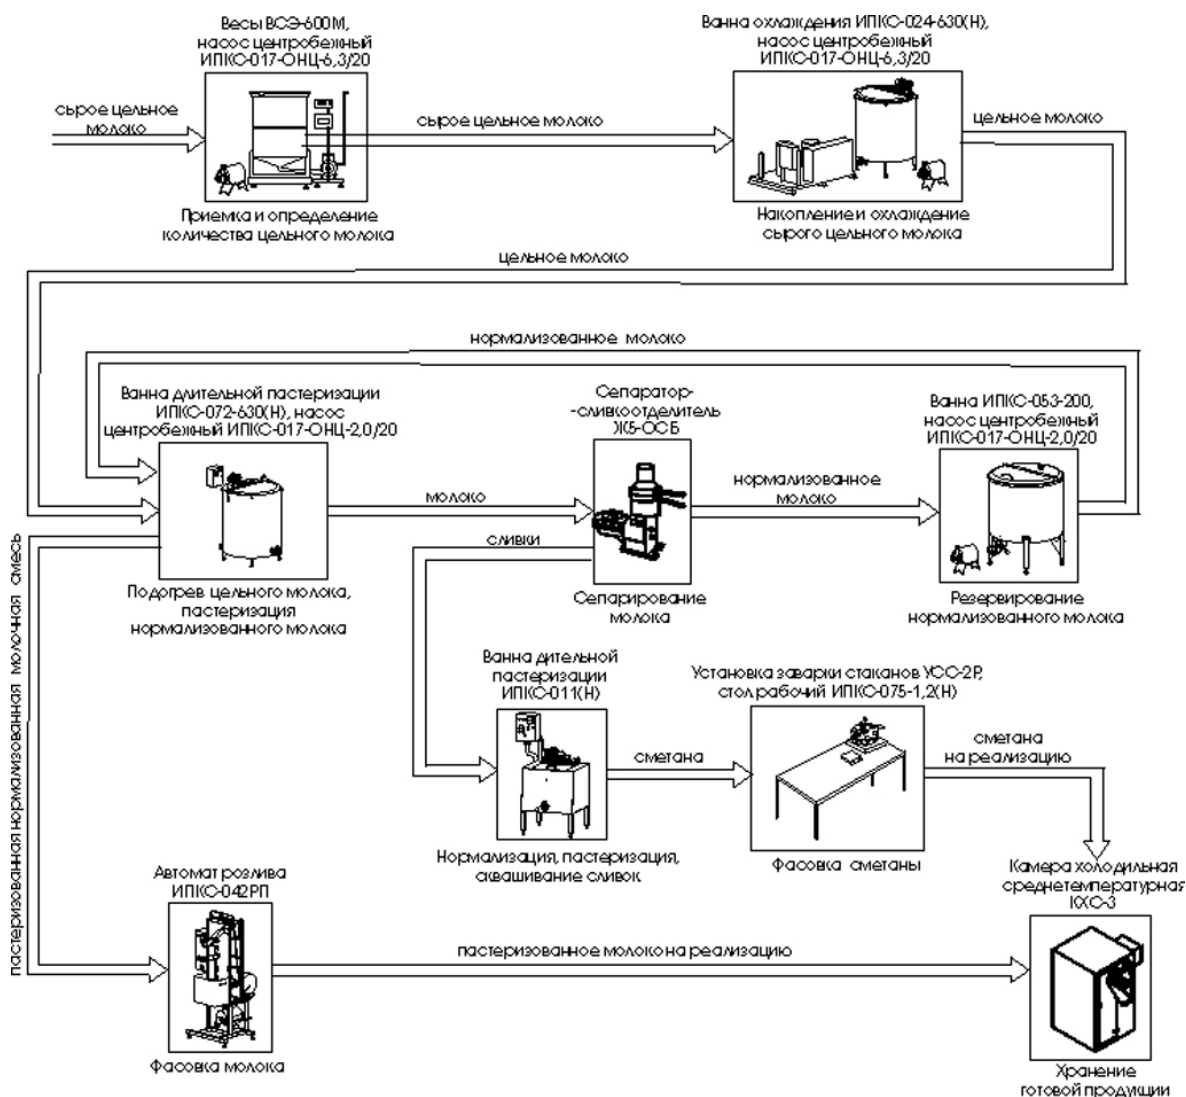 Весы ВСЭ-600М,
насос центробежный
ИПКС-017-ОНЦ-6,3/20
Ванна охлаждения ИПКС-024-630(Н),
насос центробежный
ИПКС-017-ОНЦ-6,3/20
сырое цельное
молоко
сырое цельное молоко
цельное молоко
Приемка и определение
количества цельного молока
Накопление и охлаждение
сырого цельного молока
цельное молоко
нормализованное молоко
Ванна длительной пастеризации
ИПКС-072-630(Н), насос
центробежный ИПКС-017-ОНЦ-2,0/20
Сепаратор-
-сливкоотделитель
Ж5-ОСБ
Ванна ИПКС-053-200,
насос центробежный
ИПКС-017-ОНЦ-2,0/20
молоко
нормализованное
молоко
сливки
Подогрев цельного молока,
пастеризация
нормализованного молока
Сепарирование
молока
Резервирование
нормализованного молока
пастеризованная нормализованная молочная смесь
Ванна дительной
пастеризации
ИПКС-011(Н)
Установка заварки стаканов УСС-2Р,
стол рабочий ИПКС-075-1,2(Н)
сметана
сметана
на реализацию
Нормализация, пастеризация,
сквашивание сливок
Фасовка сметаны
Автомат розлива
ИПКС-042РП
Камера холодильная
среднетемпературная
КХС-3
пастеризованное молоко на реализацию
Фасовка молока
Хранение
готовой продукции